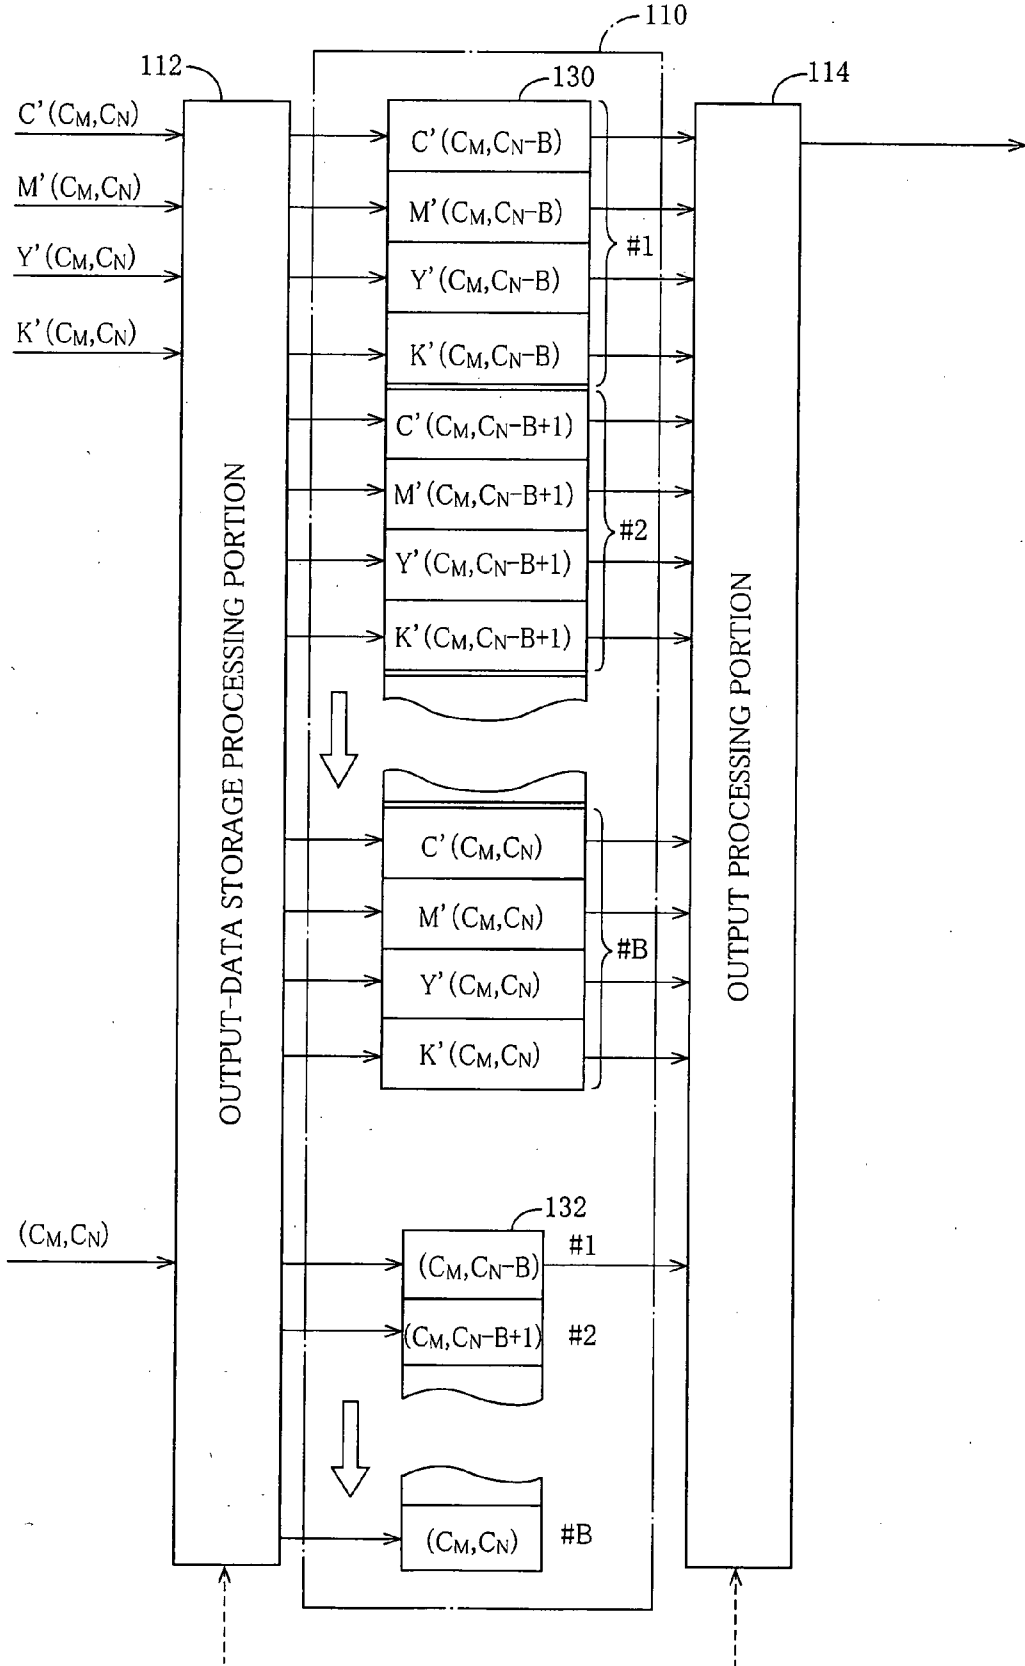 110
112
130
114
C'(CM,CN)
M'(CM,CN)
Y'(CM,CN)
K'(CM,CN)
C'(CM,CN-B)
M'(CM,CN-B)
Y'(CM,CN-B)
K'(CM,CN-B)
#1
C'(CM,CN-B+1)
M'(CM,CN-B+1)
Y'(CM,CN-B+1)
K'(CM,CN-B+1)
#2
OUTPUT-DATA STORAGE PROCESSING PORTION
OUTPUT PROCESSING PORTION
C'(CM,CN)
M'(CM,CN)
Y'(CM,CN)
K'(CM,CN)
#B
132
(CM,CN)
(CM,CN-B)
#1
(CM,CN-B+1)
#2
(CM,CN)
#B